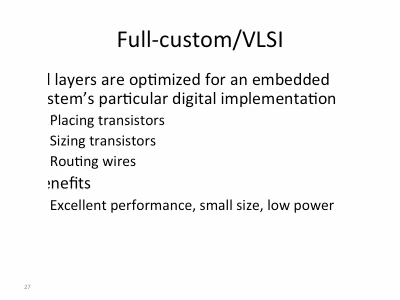 Full-custom/VLSI
l layers are optimized for an embedded
stem's particular digital implementation
Placing transistors
Sizing transistors
Routing wires
enefits
Excellent performance, small size, low power
27